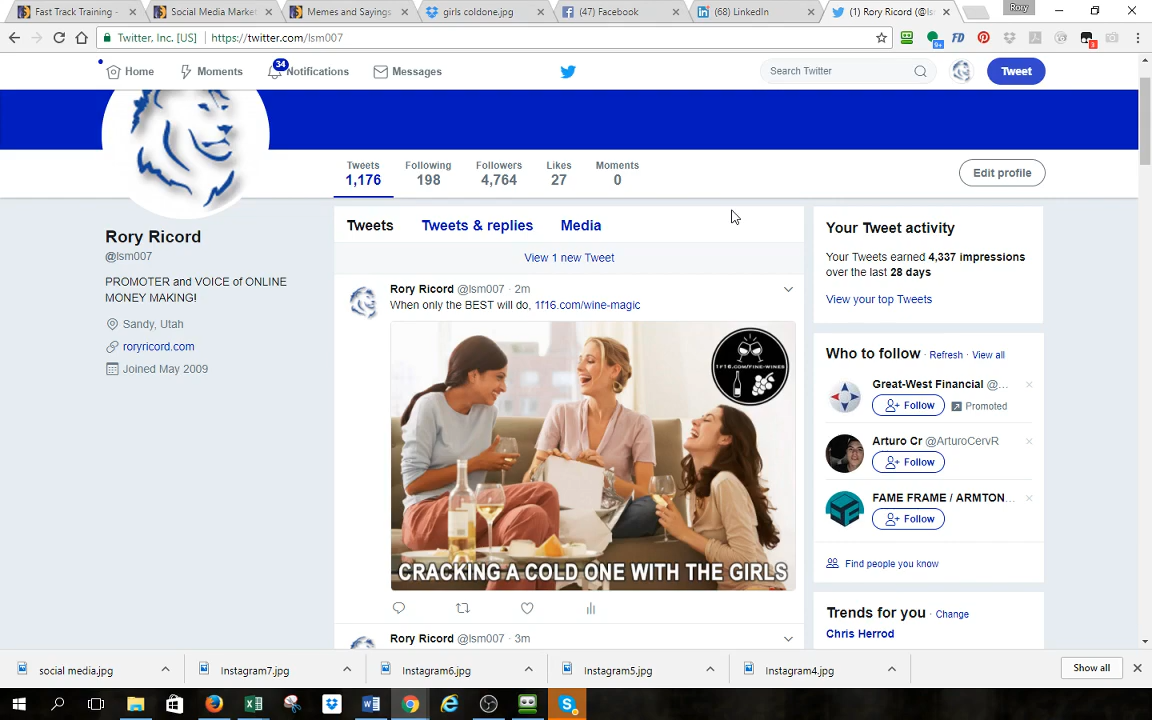 Fast Track Training -
Social Media Market
Memes and Sayings
girls coldone.jpg
(47) Facebook
(68) LinkedIn
(1) Rory Ricord (@ls
Rory
Twitter, Inc. [US]
https://twitter.com/lsm007
FD
9+
3
Home
Moments
34
Notifications
Messages
Search Twitter
Tweet
Tweets
1,176
Following
198
Followers
4,764
Likes
27
Moments
0
Edit profile
Rory Ricord
@lsm007
PROMOTER and VOICE of ONLINE
MONEY MAKING!
Sandy, Utah
roryricord.com
Joined May 2009
Tweets
Tweets & replies
Media
View 1 new Tweet
Rory Ricord @lsm007 · 2m
When only the BEST will do, 1f16.com/wine-magic
1F16.COM/FINE-WINES
CRACKING A COLD ONE WITH THE GIRLS
Rory Ricord @lsm007 · 3m
Your Tweet activity
Your Tweets earned 4,337 impressions
over the last 28 days
View your top Tweets
Who to follow · Refresh · View all
Great-West Financial @...
Follow
Promoted
Arturo Cr @ArturoCervR
Follow
FAME FRAME / ARMTON...
Follow
Find people you know
Trends for you · Change
Chris Herrod
social media.jpg
Instagram7.jpg
Instagram6.jpg
Instagram5.jpg
Instagram4.jpg
Show all